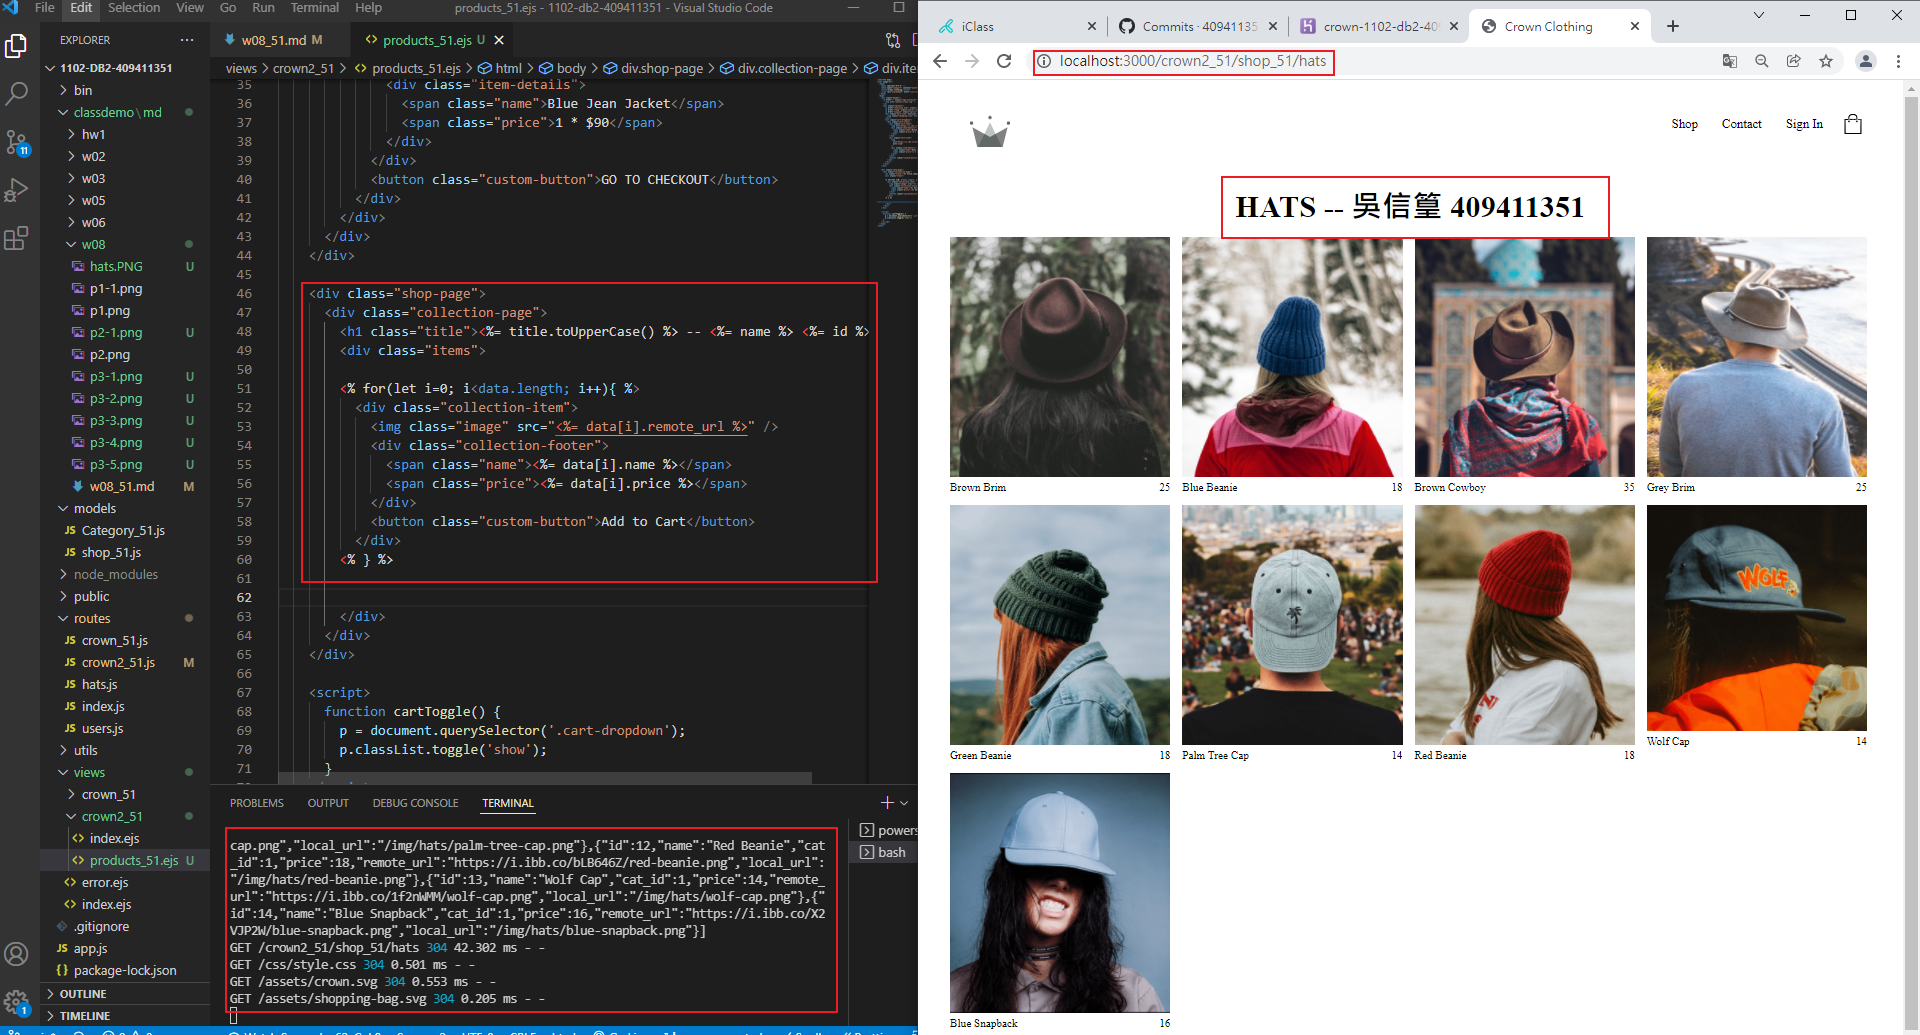 File Edit Selection View Go Run Terminal Help products_51.ejs - 1102-db2-409411351 - Visual Studio Code
EXPLORER ···
1102-DB2-409411351
bin
classdemo\md
hw1
w02
w03
w05
w06
w08
hats.PNG U
p1-1.png
p1.png
p2-1.png U
p2.png
p3-1.png U
p3-2.png U
p3-3.png U
p3-4.png U
p3-5.png U
w08_51.md M
models
JS Category_51.js
JS shop_51.js
node_modules
public
routes
JS crown_51.js
JS crown2_51.js M
JS hats.js
JS index.js
JS users.js
utils
views
crown_51
crown2_51
<> index.ejs
<> products_51.ejs U
<> error.ejs
<> index.ejs
.gitignore
JS app.js
{} package-lock.json
OUTLINE
TIMELINE
11
1
w08_51.md M <> products_51.ejs U ×
views > crown2_51 > <> products_51.ejs > html > body > div.shop-page > div.collection-page > div.ite
35 <div class="item-details">
36 <span class="name">Blue Jean Jacket</span>
37 <span class="price">1 * $90</span>
38 </div>
39 </div>
40 <button class="custom-button">GO TO CHECKOUT</button>
41 </div>
42 </div>
43 </div>
44 </div>
45
46 <div class="shop-page">
47 <div class="collection-page">
48 <h1 class="title"><%= title.toUpperCase() %> -- <%= name %> <%= id %>
49 <div class="items">
50
51 <% for(let i=0; i<data.length; i++){ %>
52 <div class="collection-item">
53 <img class="image" src="<%= data[i].remote_url %>" />
54 <div class="collection-footer">
55 <span class="name"><%= data[i].name %></span>
56 <span class="price"><%= data[i].price %></span>
57 </div>
58 <button class="custom-button">Add to Cart</button>
59 </div>
60 <% } %>
61
62
63 </div>
64 </div>
65 </div>
66
67 <script>
68 function cartToggle() {
69 p = document.querySelector('.cart-dropdown');
70 p.classList.toggle('show');
71 }
PROBLEMS OUTPUT DEBUG CONSOLE TERMINAL
powers
bash
cap.png","local_url":"/img/hats/palm-tree-cap.png"},{"id":12,"name":"Red Beanie","cat
_id":1,"price":18,"remote_url":"https://i.ibb.co/bLB646Z/red-beanie.png","local_url":
"/img/hats/red-beanie.png"},{"id":13,"name":"Wolf Cap","cat_id":1,"price":14,"remote_
url":"https://i.ibb.co/1f2nWMM/wolf-cap.png","local_url":"/img/hats/wolf-cap.png"},{"
id":14,"name":"Blue Snapback","cat_id":1,"price":16,"remote_url":"https://i.ibb.co/X2
VJP2W/blue-snapback.png","local_url":"/img/hats/blue-snapback.png"}]
GET /crown2_51/shop_51/hats 304 42.302 ms - -
GET /css/style.css 304 0.501 ms - -
GET /assets/crown.svg 304 0.553 ms - -
GET /assets/shopping-bag.svg 304 0.205 ms - -
iClass Commits · 40941135 crown-1102-db2-40 Crown Clothing
localhost:3000/crown2_51/shop_51/hats
Shop Contact Sign In
HATS -- 吳信篁 409411351
Brown Brim 25
Blue Beanie 18
Brown Cowboy 35
Grey Brim 25
WOLF
Green Beanie 18
Palm Tree Cap 14
Red Beanie 18
Wolf Cap 14
Blue Snapback 16